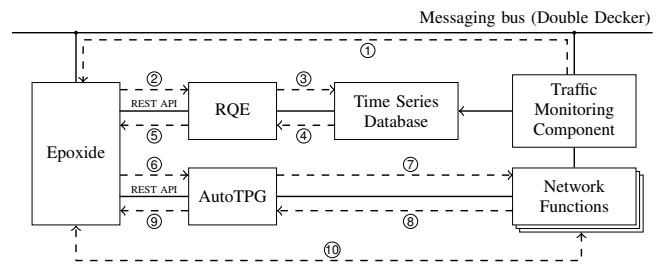 Messaging bus (Double Decker)
①
② ③
Traffic
Monitoring
Component
REST API
RQE
Time Series
Database
⑤ ④
Epoxide
⑥ ⑦
REST API
AutoTPG
Network
Functions
⑨ ⑧
⑩